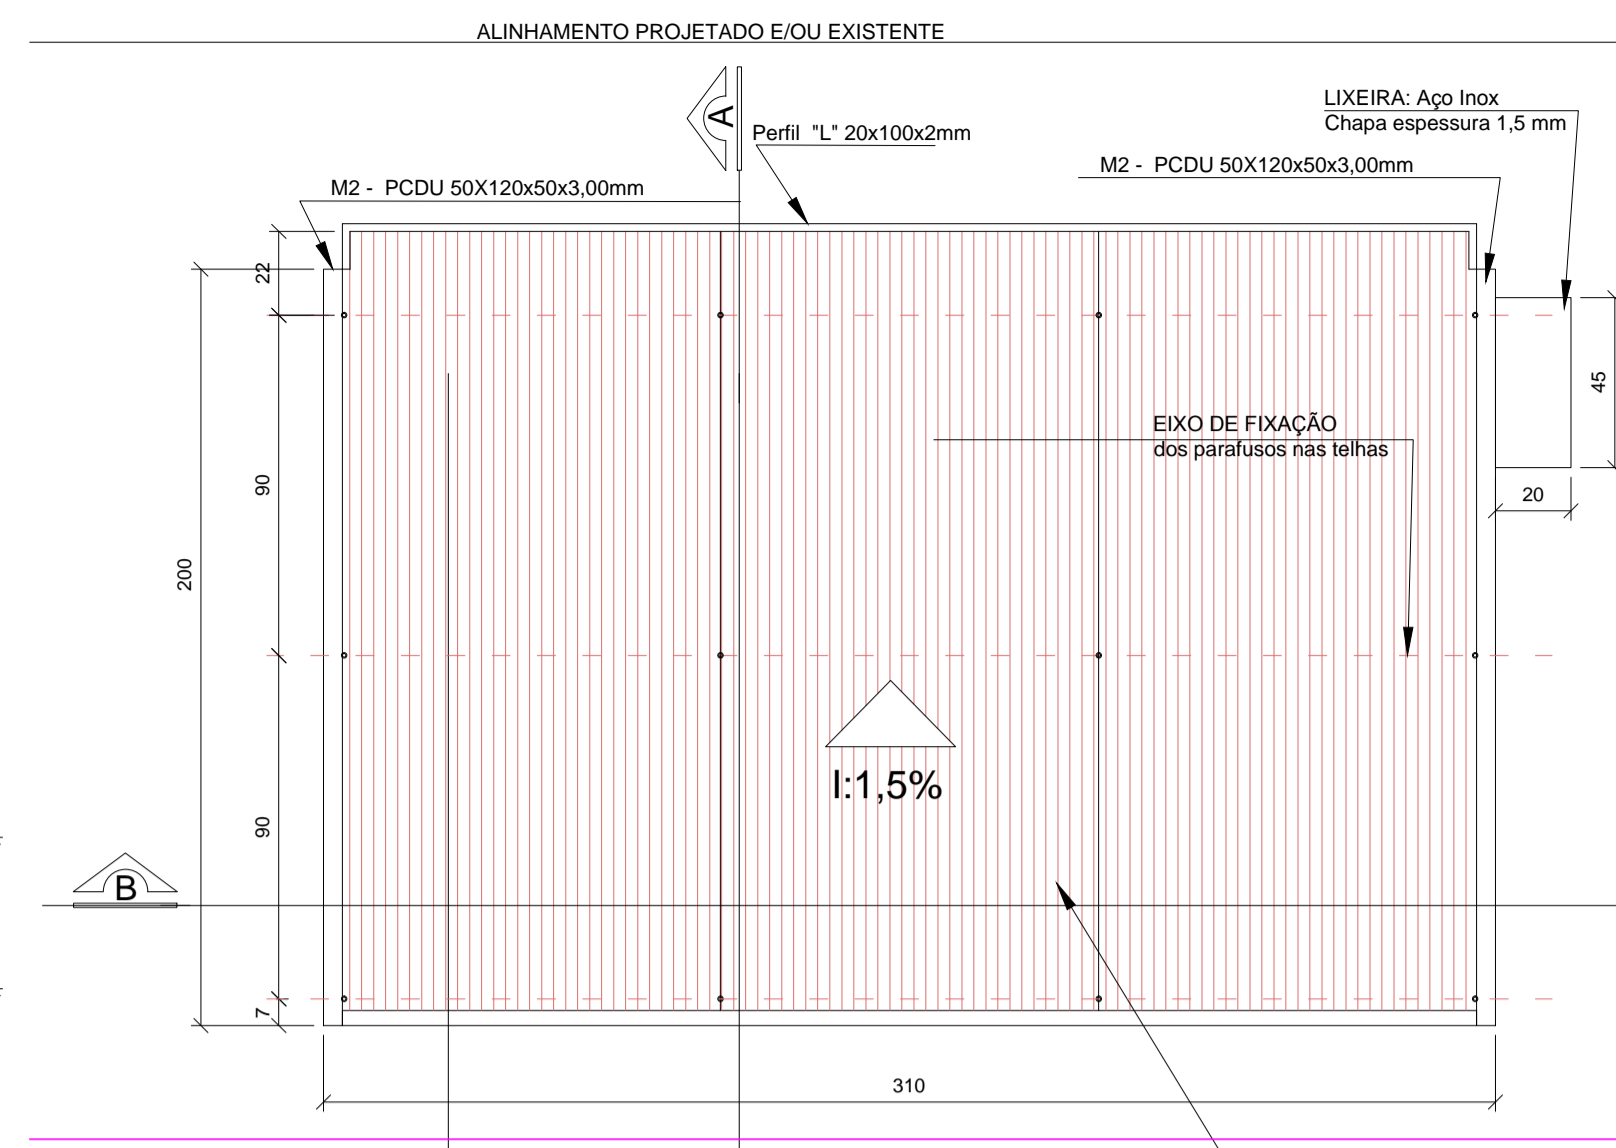 ALINHAMENTO PROJETADO E/OU EXISTENTE
LIXEIRA: Aço Inox
Chapa espessura 1,5 mm
A
Perfil "L" 20x100x2mm
M2 - PCDU 50X120x50x3,00mm
M2 - PCDU 50X120x50x3,00mm
22
45
EIXO DE FIXAÇÃO
dos parafusos nas telhas
90
20
200
I:1,5%
90
B
7
310